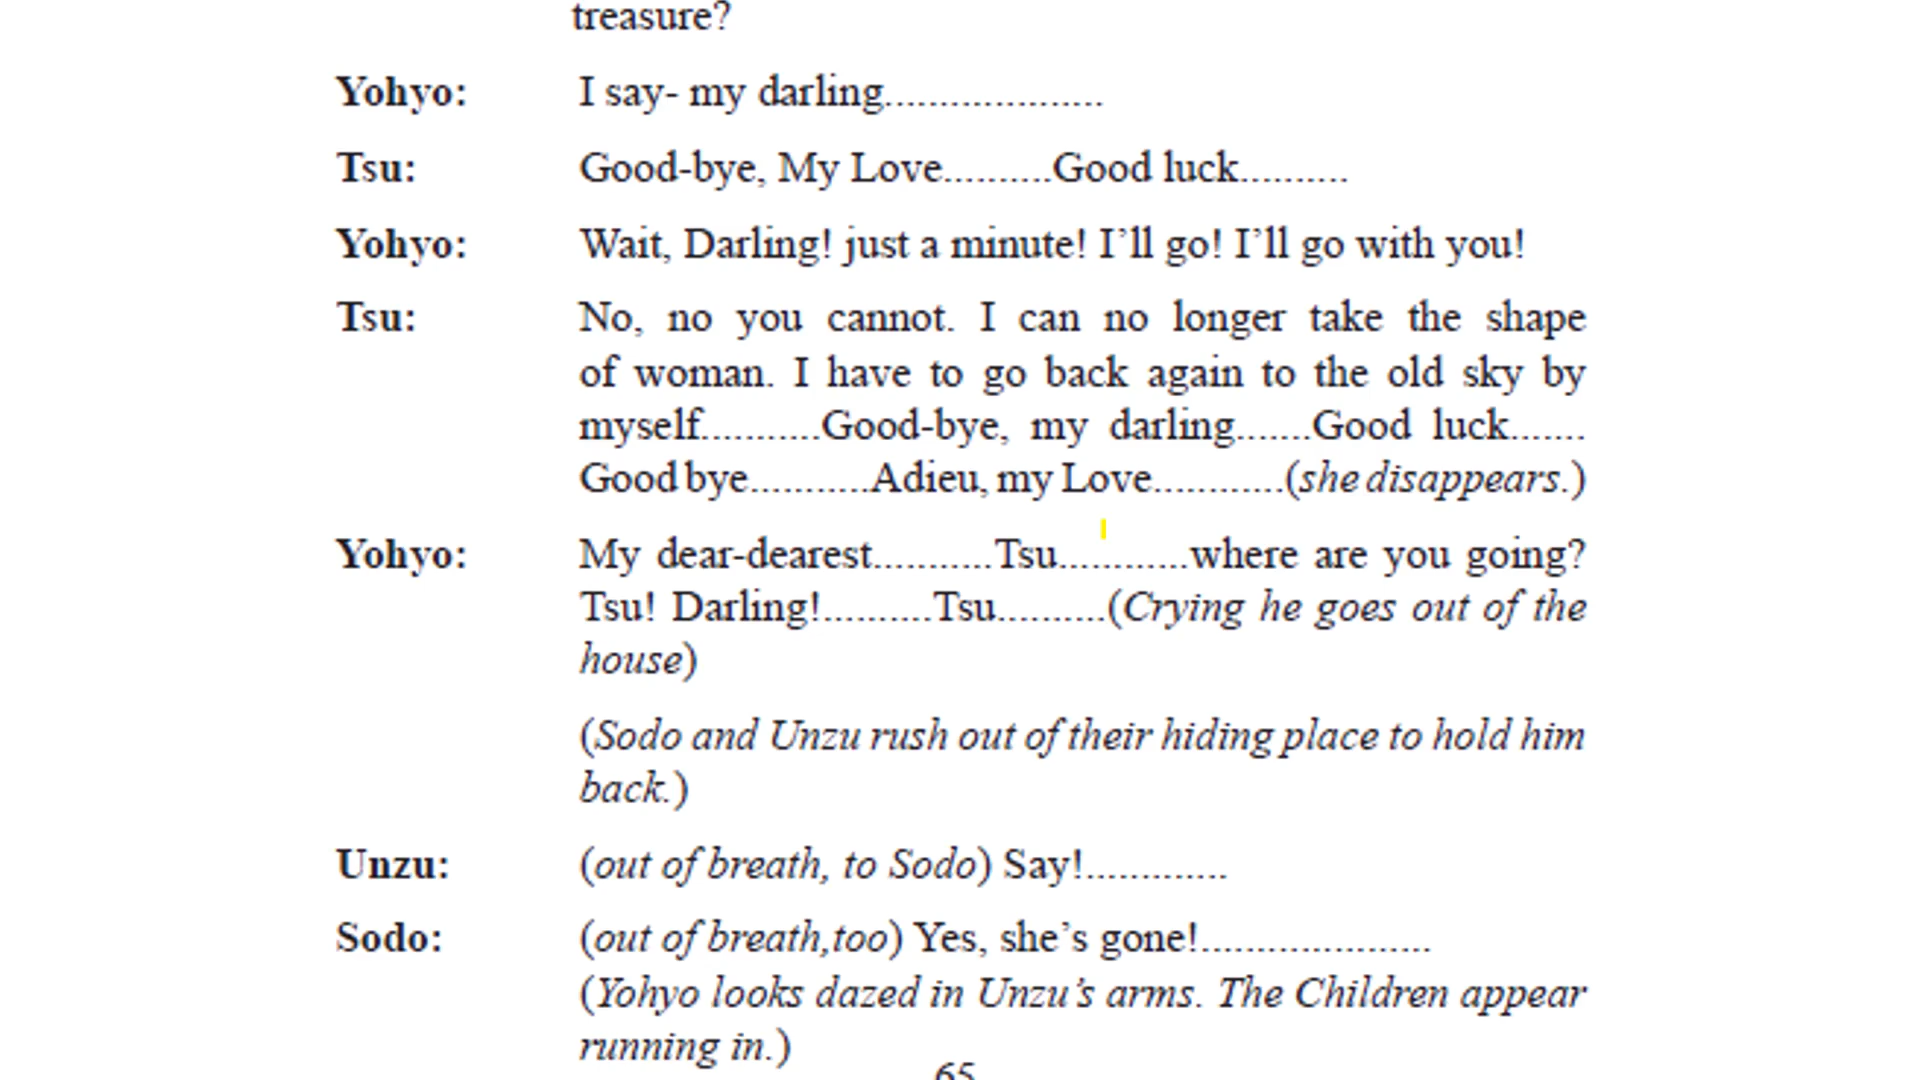 treasure?
Yohyo: I say- my darling....................
Tsu: Good-bye, My Love..........Good luck..........
Yohyo: Wait, Darling! just a minute! I’ll go! I’ll go with you!
Tsu: No, no you cannot. I can no longer take the shape
of woman. I have to go back again to the old sky by
myself...........Good-bye, my darling.......Good luck.......
Good bye...........Adieu, my Love............(she disappears.)
Yohyo: My dear-dearest...........Tsu............where are you going?
Tsu! Darling!..........Tsu..........(Crying he goes out of the
house)
(Sodo and Unzu rush out of their hiding place to hold him
back.)
Unzu: (out of breath, to Sodo) Say!.............
Sodo: (out of breath,too) Yes, she’s gone!.....................
(Yohyo looks dazed in Unzu’s arms. The Children appear
running in.)
65